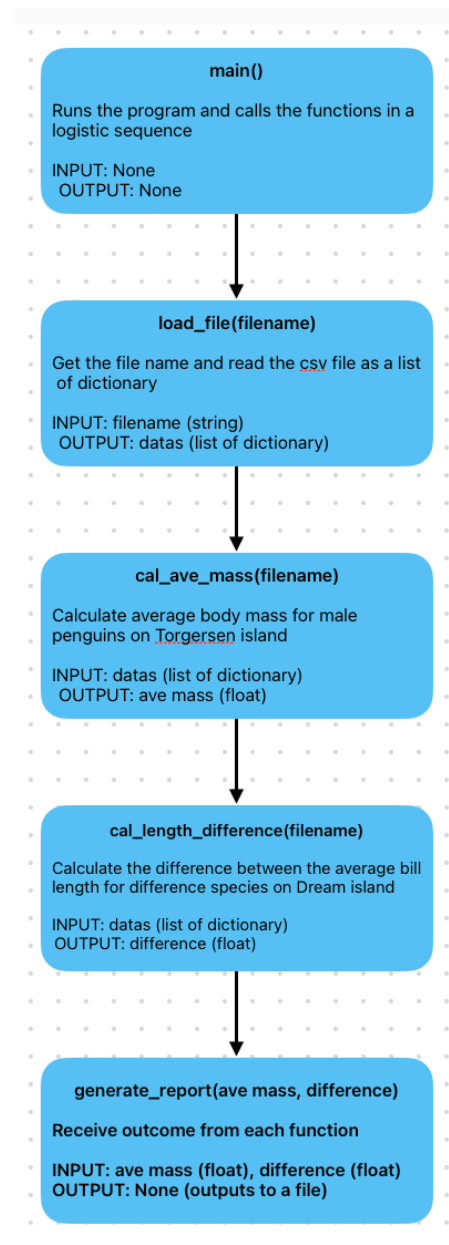 main()
Runs the program and calls the functions in a
logistic sequence
INPUT: None
OUTPUT: None
load_file(filename)
Get the file name and read the csv file as a list
of dictionary
INPUT: filename (string)
OUTPUT: datas (list of dictionary)
cal_ave_mass(filename)
Calculate average body mass for male
penguins on Torgersen island
INPUT: datas (list of dictionary)
OUTPUT: ave mass (float)
cal_length_difference(filename)
Calculate the difference between the average bill
length for difference species on Dream island
INPUT: datas (list of dictionary)
OUTPUT: difference (float)
generate_report(ave mass, difference)
Receive outcome from each function
INPUT: ave mass (float), difference (float)
OUTPUT: None (outputs to a file)